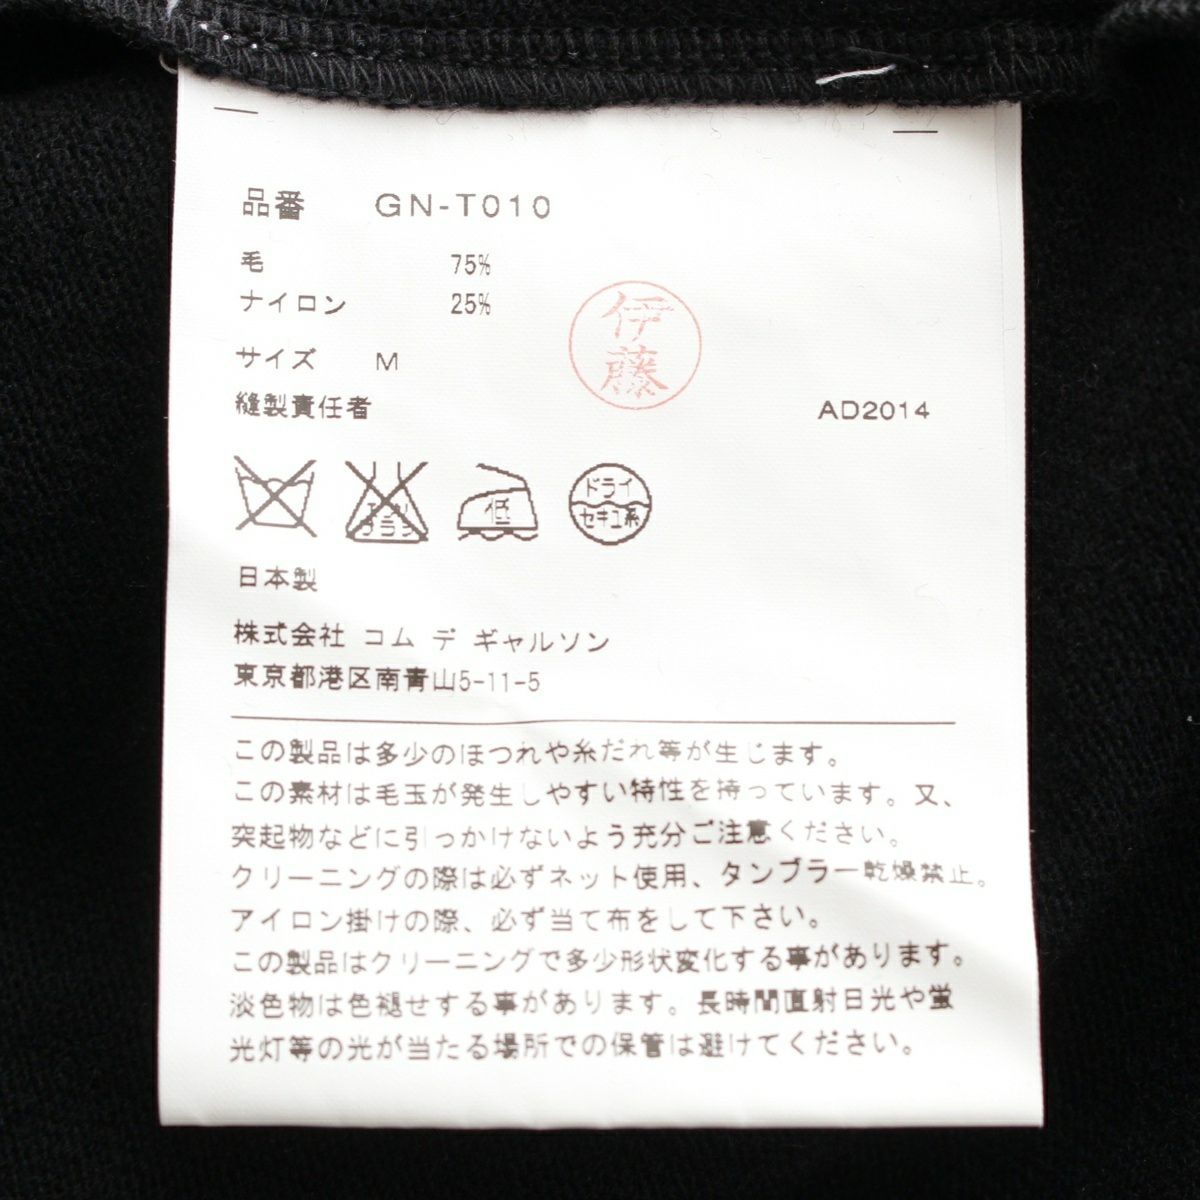 品番 GN-T010
毛 75%
ナイロン 25%
サイズ M
縫製責任者
伊藤
AD2014
エンソ
フラシ
低
ドライ
セキユ系
日本製
株式会社 コム デ ギャルソン
東京都港区南青山5-11-5
この製品は多少のほつれや糸だれ等が生じます。
この素材は毛玉が発生しやすい特性を持っています。又、
突起物などに引っかけないよう充分ご注意ください。
クリーニングの際は必ずネット使用、タンブラー乾燥禁止。
アイロン掛けの際、必ず当て布をして下さい。
この製品はクリーニングで多少形状変化する事があります。
淡色物は色褪せする事があります。長時間直射日光や蛍
光灯等の光が当たる場所での保管は避けてください。